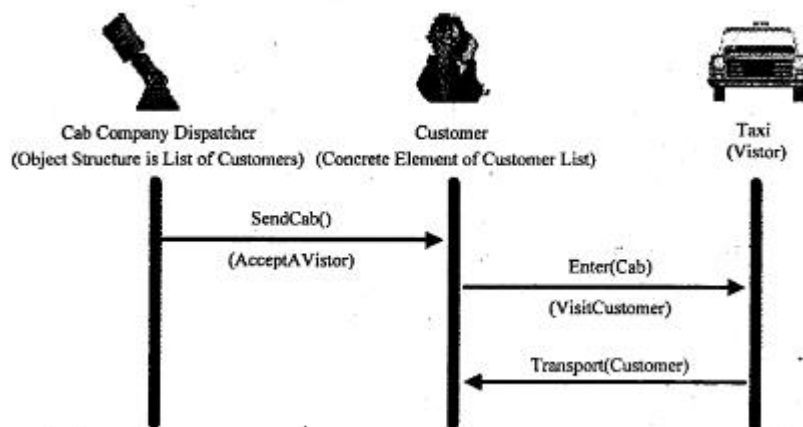 Cab Company Dispatcher
(Object Structure is List of Customers)
Customer
(Concrete Element of Customer List)
Taxi
(Vistor)
SendCab()
(AcceptAVistor)
Enter(Cab)
(VisitCustomer)
Transport(Customer)